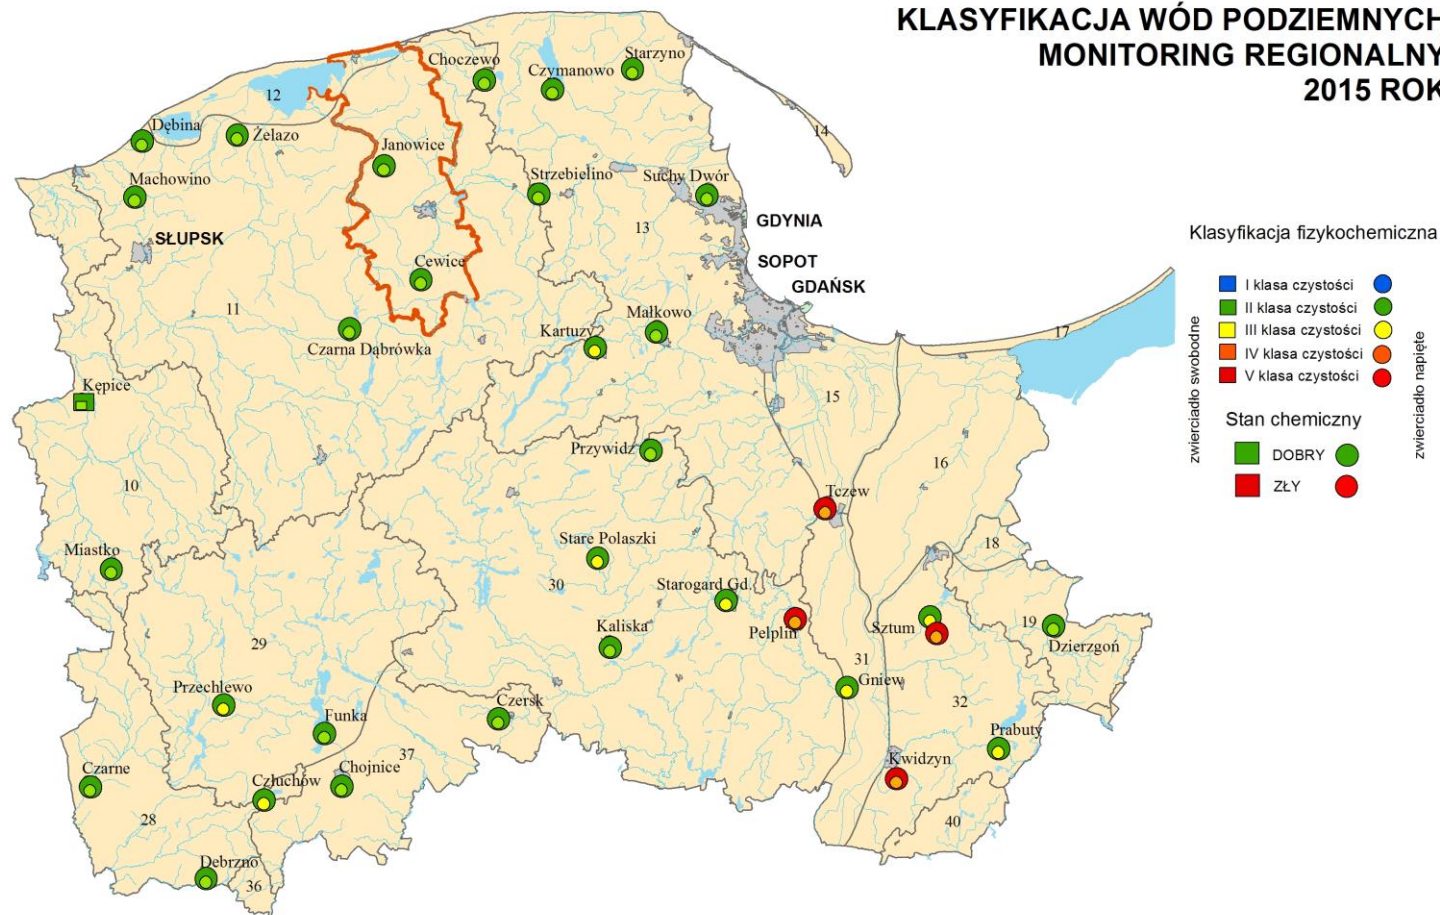 KLASYFIKACJA WÓD PODZIEMNYCH
MONITORING REGIONALNY
2015 ROK
Choczewo
Starzyno
Czymanowo
12
Dębina
Żelazo
14
Janowice
Machowino
Strzebielino
Suchy Dwór
13
GDYNIA
SŁUPSK
SOPOT
Cewice
GDAŃSK
11
Małkowo
Kartuzy
17
Czarna Dąbrówka
Kępice
15
Przywidz
16
10
Tczew
Stare Polaszki
18
Miastko
30
Starogard Gd.
Kaliska
Pelplin
Sztum
19
Dzierzgoń
29
31
Gniew
Przechlewo
32
Czersk
Funka
Prabuty
37
Kwidzyn
Czarne
Człuchów
Chojnice
28
40
Debrzno
36
Klasyfikacja fizykochemiczna
zwierciadło swobodne
I klasa czystości
II klasa czystości
III klasa czystości
IV klasa czystości
V klasa czystości
zwierciadło napięte
Stan chemiczny
DOBRY
ZŁY